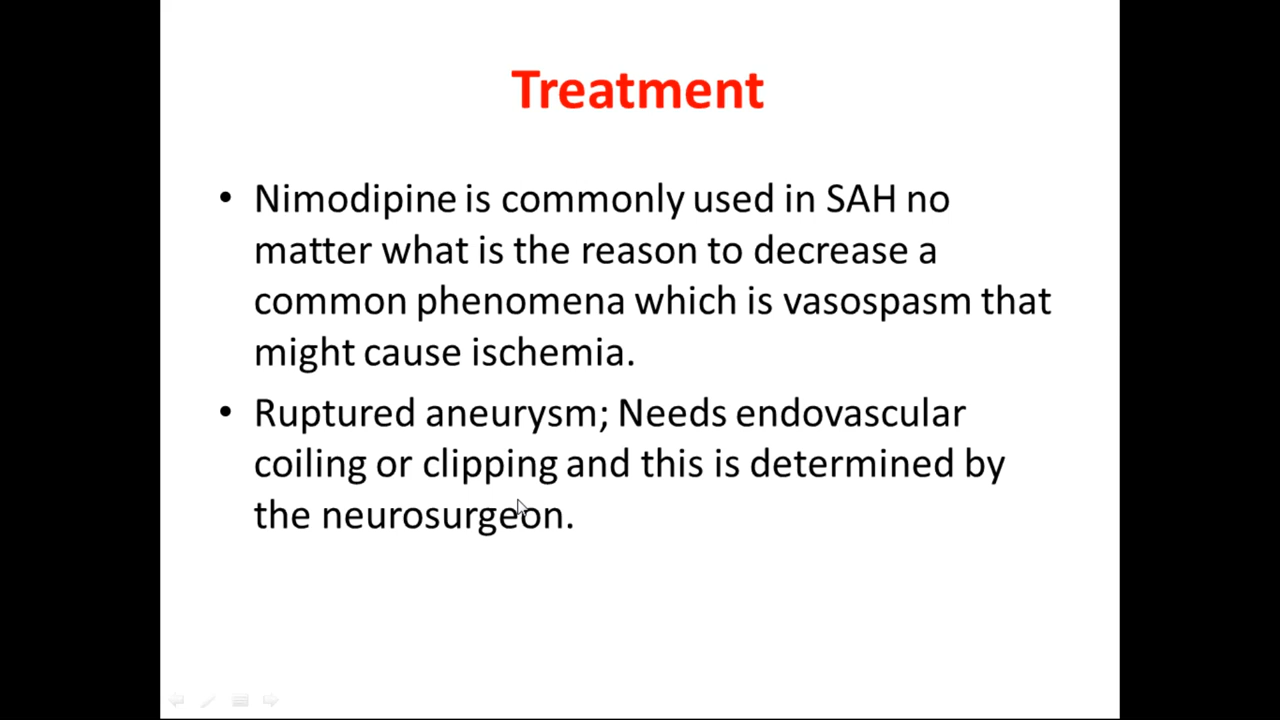 Treatment
• Nimodipine is commonly used in SAH no
matter what is the reason to decrease a
common phenomena which is vasospasm that
might cause ischemia.
• Ruptured aneurysm; Needs endovascular
coiling or clipping and this is determined by
the neurosurgeon.